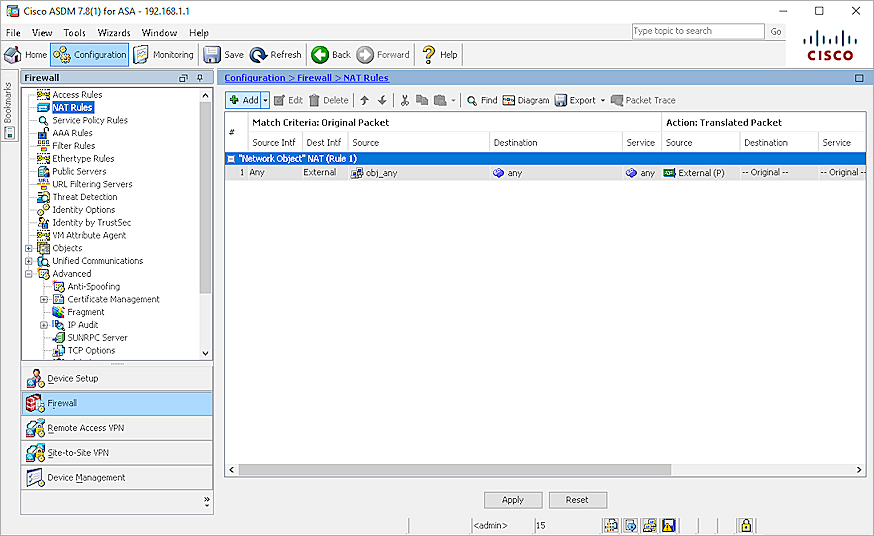 Cisco ASDM 7.8(1) for ASA - 192.168.1.1
File View Tools Wizards Window Help
Type topic to search Go
Home Configuration Monitoring Save Refresh Back Forward Help
CISCO
Bookmarks
Firewall
Access Rules
NAT Rules
Service Policy Rules
AAA Rules
Filter Rules
Ethertype Rules
Public Servers
URL Filtering Servers
Threat Detection
Identity Options
Identity by TrustSec
VM Attribute Agent
Objects
Unified Communications
Advanced
Anti-Spoofing
Certificate Management
Fragment
IP Audit
SUNRPC Server
TCP Options
Device Setup
Firewall
Remote Access VPN
Site-to-Site VPN
Device Management
Configuration > Firewall > NAT Rules
Add Edit Delete Find Diagram Export Packet Trace
# Match Criteria: Original Packet Action: Translated Packet
Source Intf Dest Intf Source Destination Service Source Destination Service
"Network Object" NAT (Rule 1)
1 Any External obj_any any any External (P) -- Original -- -- Original --
Apply Reset
<admin> 15